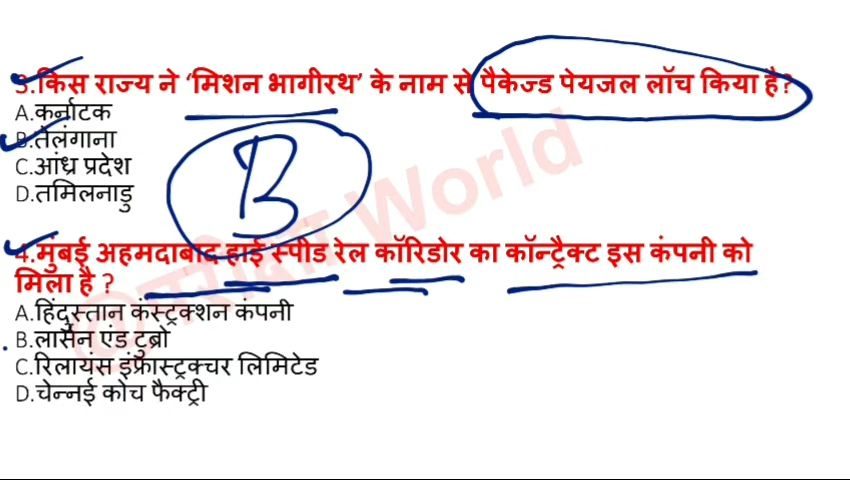 3.किस राज्य ने ‘मिशन भागीरथ’ के नाम से पैकेज्ड पेयजल लॉच किया है?
A.कर्नाटक
B.तेलंगाना
C.आंध्र प्रदेश
D.तमिलनाडु
B
4.मुंबई अहमदाबाद हाई स्पीड रेल कॉरिडोर का कॉन्ट्रैक्ट इस कंपनी को
मिला है ?
A.हिंदुस्तान कंस्ट्रक्शन कंपनी
B.लार्सन एंड टुब्रो
C.रिलायंस इंफ्रास्ट्रक्चर लिमिटेड
D.चेन्नई कोच फैक्ट्री
@परीक्षा World